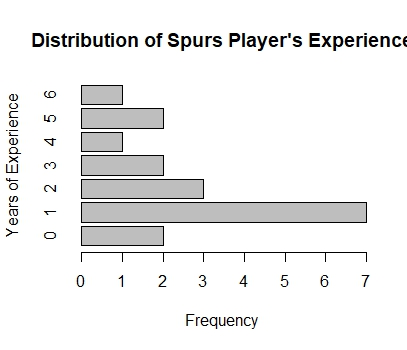 Distribution of Spurs Player's Experience
Years of Experience
6
5
4
3
2
1
0
0 1 2 3 4 5 6 7
Frequency